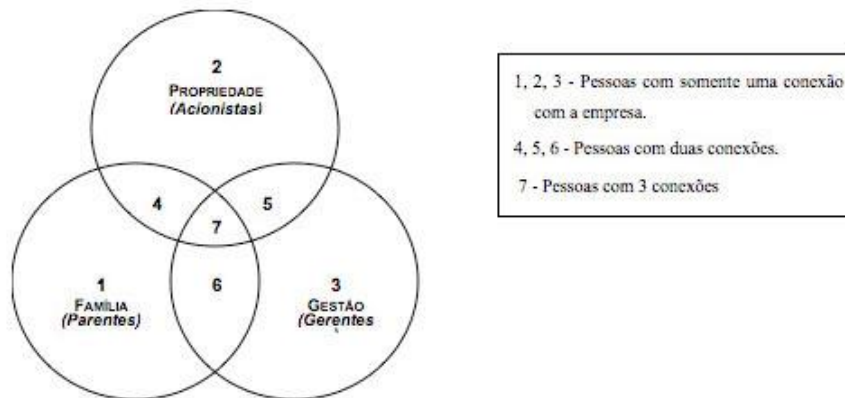 2
PROPRIEDADE
(Acionistas)
4
5
7
1
FAMÍLIA
(Parentes)
6
3
GESTÃO
(Gerentes
1, 2, 3 - Pessoas com somente uma conexão
com a empresa.
4, 5, 6 - Pessoas com duas conexões.
7 - Pessoas com 3 conexões